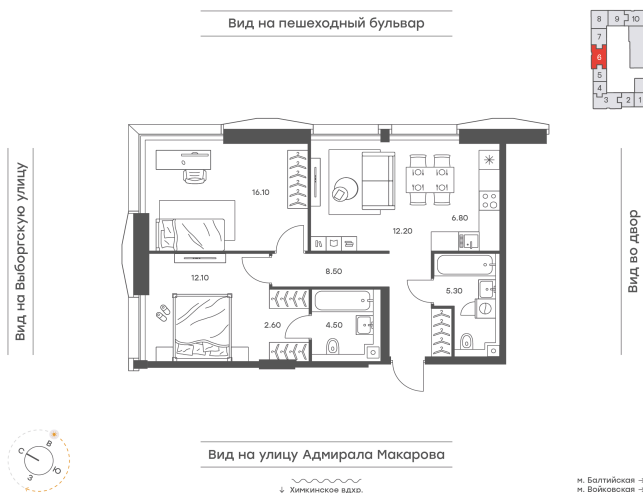 Вид на пешеходный бульвар
8 9 10
7
6
5
4
3 2 1
Вид на Выборгскую улицу
Вид во двор
16.10
6.80
12.20
8.50
12.10
5.30
2.60
4.50
Вид на улицу Адмирала Макарова
↓ Химкинское вдхр.
С В Ю З
м. Балтийская →
м. Войковская →